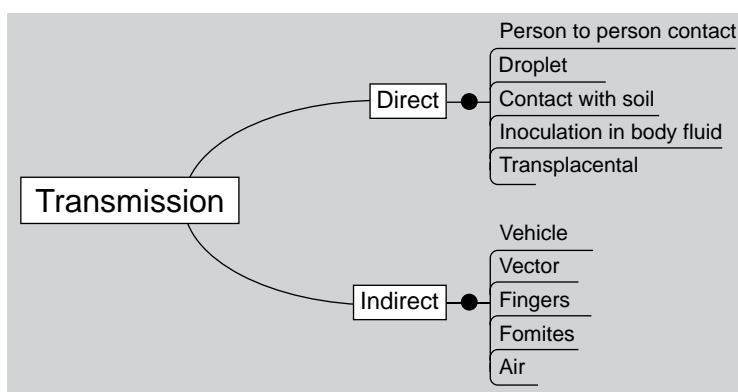 Transmission
Direct
Person to person contact
Droplet
Contact with soil
Inoculation in body fluid
Transplacental
Indirect
Vehicle
Vector
Fingers
Fomites
Air